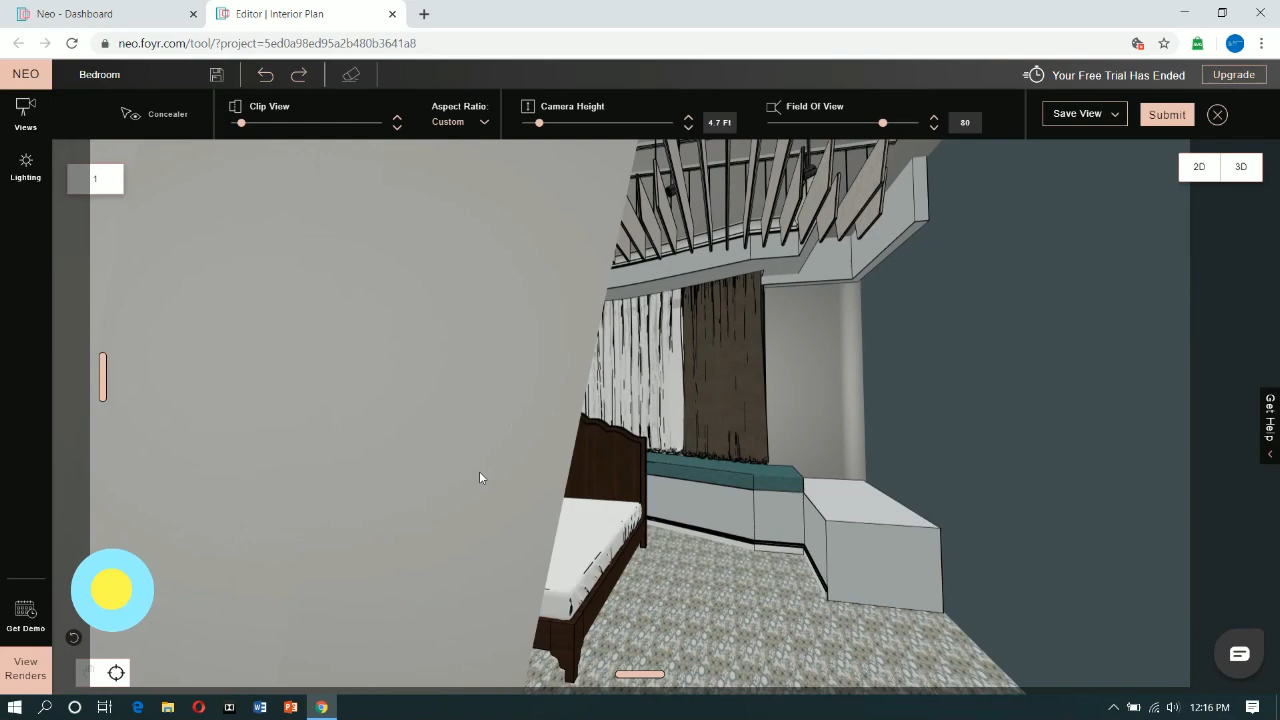 Neo - Dashboard
Editor | Interior Plan
neo.foyr.com/tool/?project=5ed0a98ed95a2b480b3641a8
NEO
Bedroom
Your Free Trial Has Ended
Upgrade
Views
Concealer
Clip View
Aspect Ratio:
Custom
Camera Height
4.7 Ft
Field Of View
80
Save View
Submit
Lighting
1
2D
3D
Get Help
Get Demo
View
Renders
12:16 PM